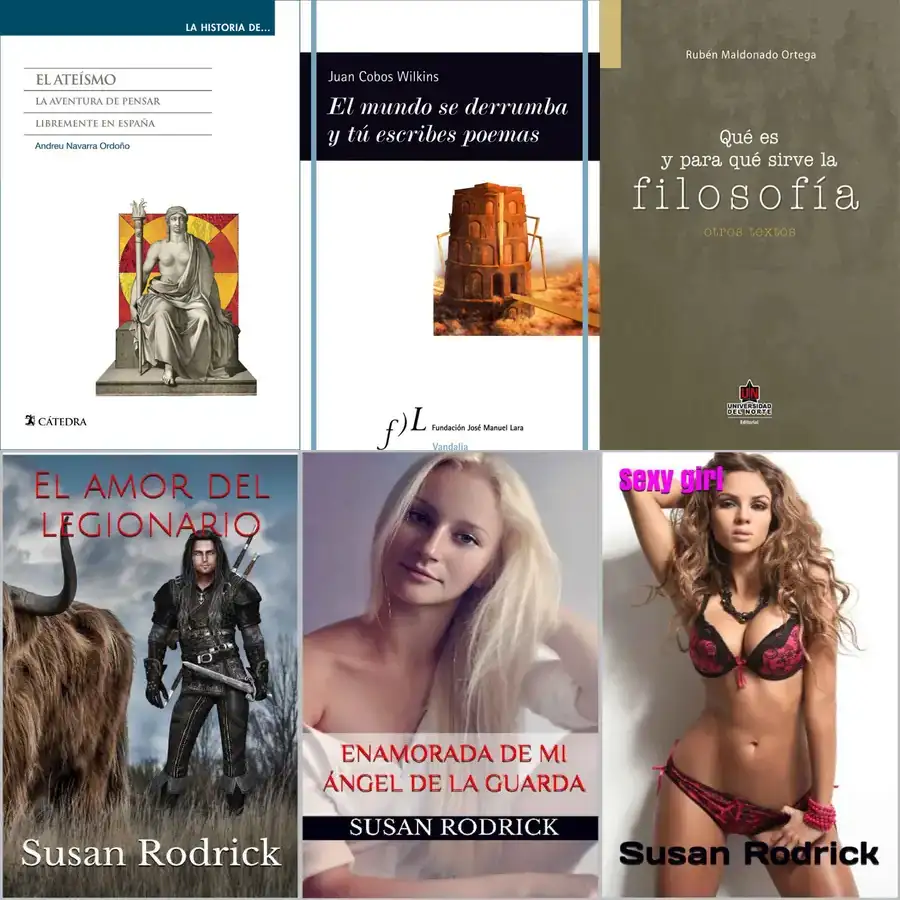 LA HISTORIA DE...
EL ATEÍSMO
LA AVENTURA DE PENSAR
LIBREMENTE EN ESPAÑA
Andreu Navarra Ordoño
CÁTEDRA
Juan Cobos Wilkins
El mundo se derrumba
y tú escribes poemas
f)L Fundación José Manuel Lara
Vandalia
Rubén Maldonado Ortega
Qué es
y para qué sirve la
filosofía
otros textos
UN
UNIVERSIDAD
DEL NORTE
Editorial
El amor del
legionario
Susan Rodrick
ENAMORADA DE MI
ÁNGEL DE LA GUARDA
SUSAN RODRICK
sexy girl
Susan Rodrick